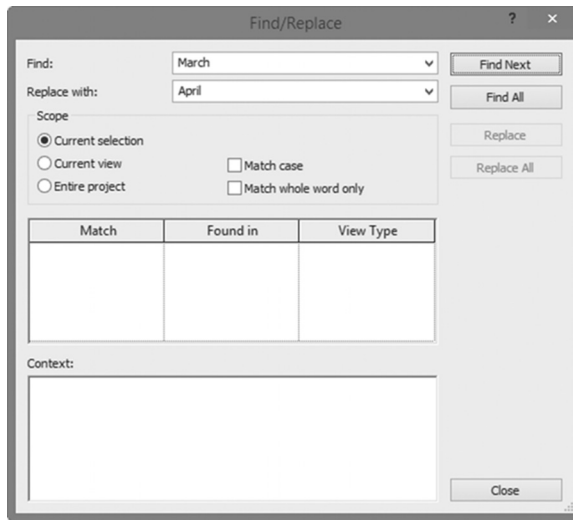 Find/Replace ? ×
Find: March Find Next
Replace with: April Find All
Scope
Current selection Replace
Current view Match case Replace All
Entire project Match whole word only
Match Found in View Type
Context:
Close